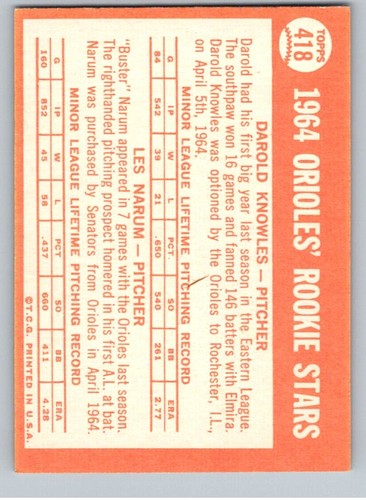 TOPPS
418
1964 ORIOLES' ROOKIE STARS
DAROLD KNOWLES — PITCHER
Darold had his first big year last season in the Eastern League.
The southpaw won 16 games and fanned 146 batters with Elmira.
Darold Knowles was optioned by the Orioles to Rochester, I.L.,
on April 5th, 1964.
MINOR LEAGUE LIFETIME PITCHING RECORD
G IP W L PCT. SO BB ERA
84 542 39 21 .650 540 261 2.77
LES NARUM — PITCHER
"Buster" Narum appeared in 7 games with the Orioles last season.
The righthanded pitching prospect homered in his first A.L. at bat.
Narum was purchased by Senators from Orioles in April 1964.
MINOR LEAGUE LIFETIME PITCHING RECORD
G IP W L PCT. SO BB ERA
160 852 45 58 .437 660 411 4.28
© T.C.G. PRINTED IN U.S.A.